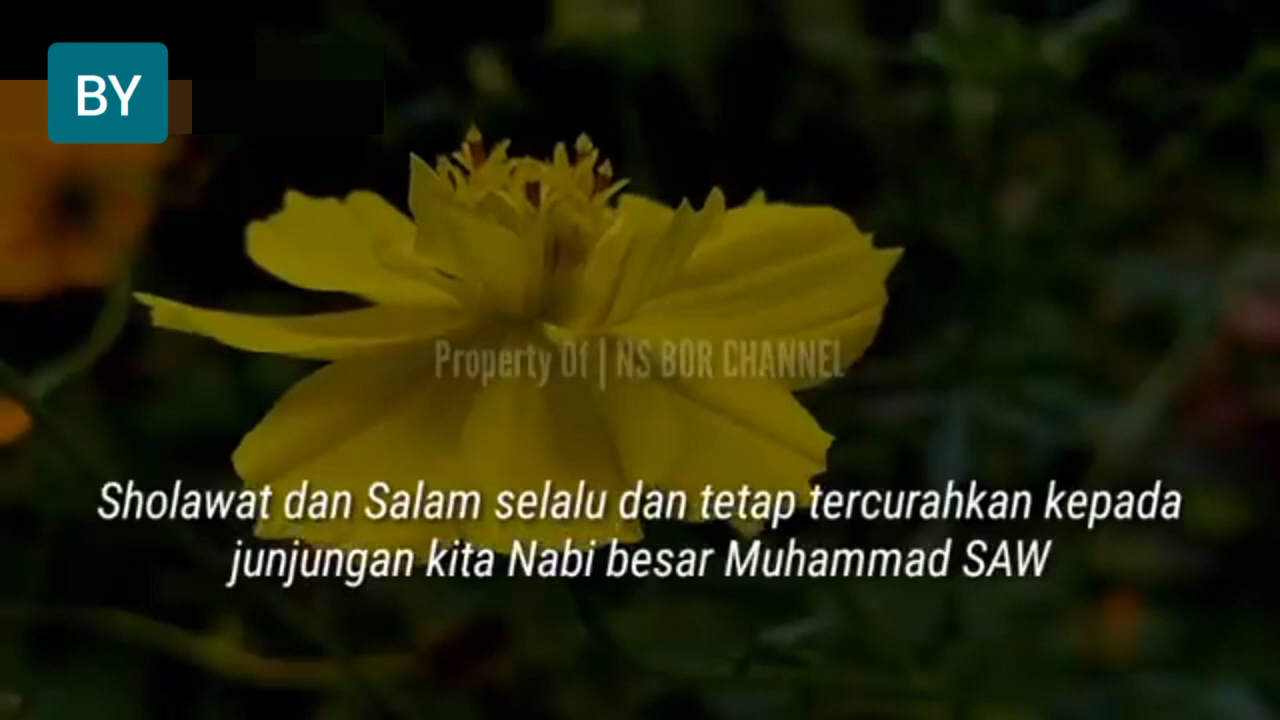 BY
Property Of | NS BOR CHANNEL
Sholawat dan Salam selalu dan tetap tercurahkan kepada
junjungan kita Nabi besar Muhammad SAW